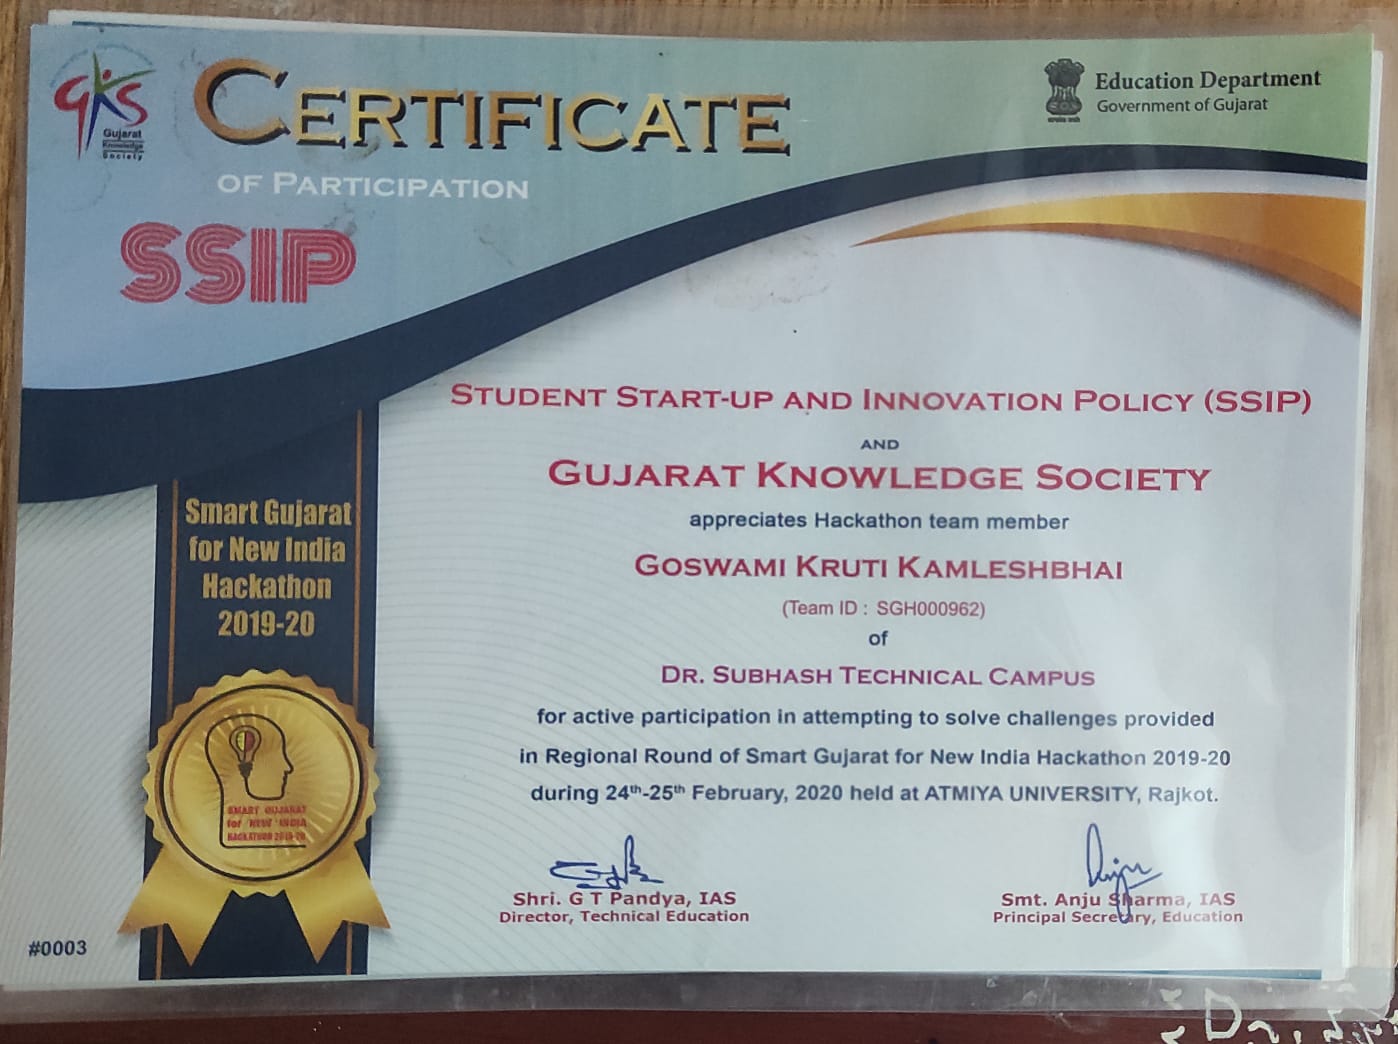 GKS
Gujarat
Knowledge
Society
CERTIFICATE
OF PARTICIPATION
SSIP
Education Department
Government of Gujarat
STUDENT START-UP AND INNOVATION POLICY (SSIP)
AND
GUJARAT KNOWLEDGE SOCIETY
appreciates Hackathon team member
GOSWAMI KRUTI KAMLESHBHAI
(Team ID : SGH000962)
of
DR. SUBHASH TECHNICAL CAMPUS
for active participation in attempting to solve challenges provided
in Regional Round of Smart Gujarat for New India Hackathon 2019-20
during 24th-25th February, 2020 held at ATMIYA UNIVERSITY, Rajkot.
Smart Gujarat
for New India
Hackathon
2019-20
SMART GUJARAT
for NEW INDIA
HACKATHON 2019-20
Shri. G T Pandya, IAS
Director, Technical Education
Smt. Anju Sharma, IAS
Principal Secretary, Education
#0003